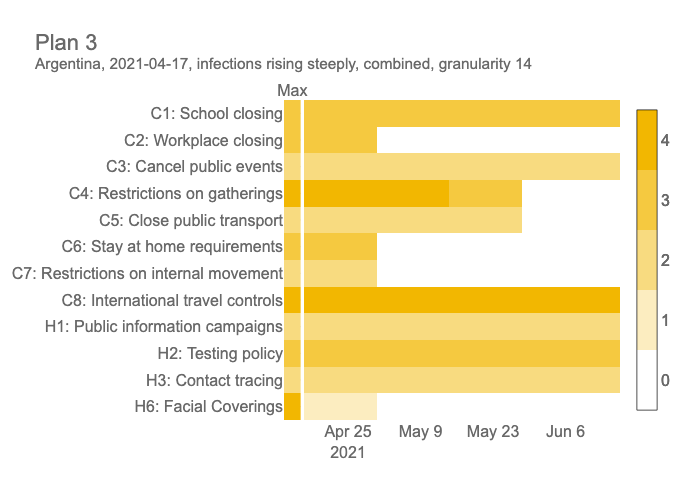 Plan 3
Argentina, 2021-04-17, infections rising steeply, combined, granularity 14
Max
C1: School closing
C2: Workplace closing
C3: Cancel public events
C4: Restrictions on gatherings
C5: Close public transport
C6: Stay at home requirements
C7: Restrictions on internal movement
C8: International travel controls
H1: Public information campaigns
H2: Testing policy
H3: Contact tracing
H6: Facial Coverings
4
3
2
1
0
Apr 25 May 9 May 23 Jun 6
2021